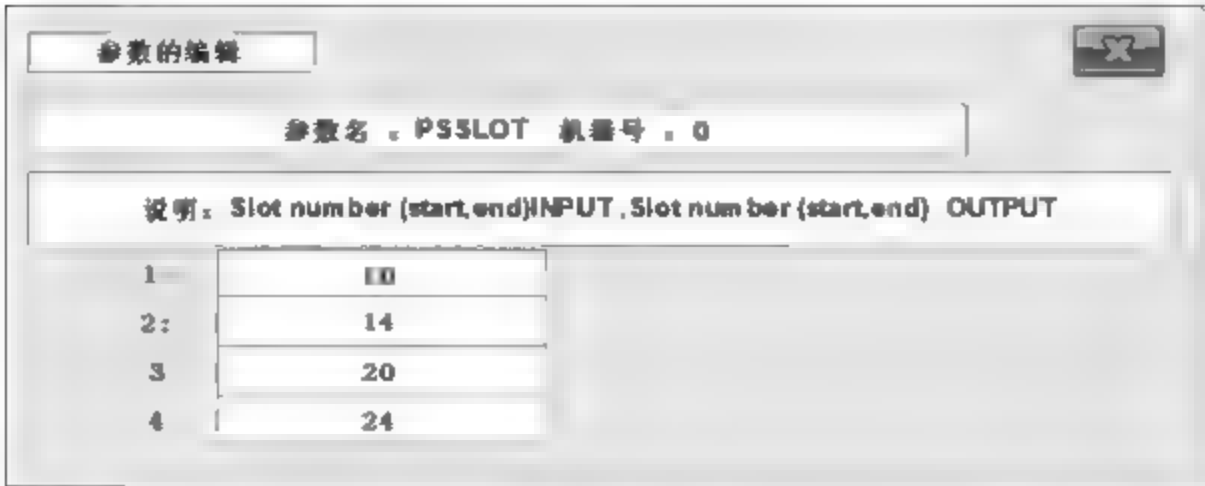 参数的编辑
参数名 : PSSLOT 机器号 : 0
说明: Slot number (start,end)INPUT,Slot number (start,end) OUTPUT
1 10
2: 14
3 20
4 24